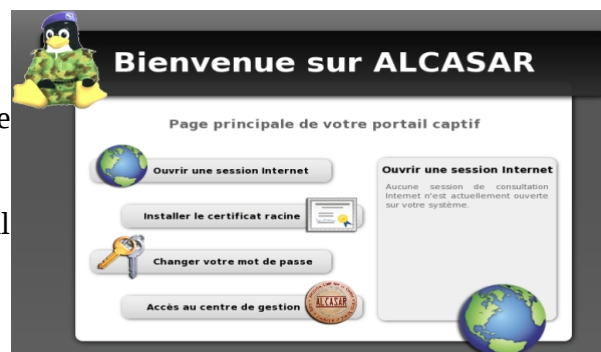 Bienvenue sur ALCASAR
e
Page principale de votre portail captif
Ouvrir une session Internet
Installer le certificat racine
Changer votre mot de passe
Accès au centre de gestion
ALCASAR
Ouvrir une session Internet
Aucune session de consultation
Internet n'est actuellement ouverte
sur votre système.
l